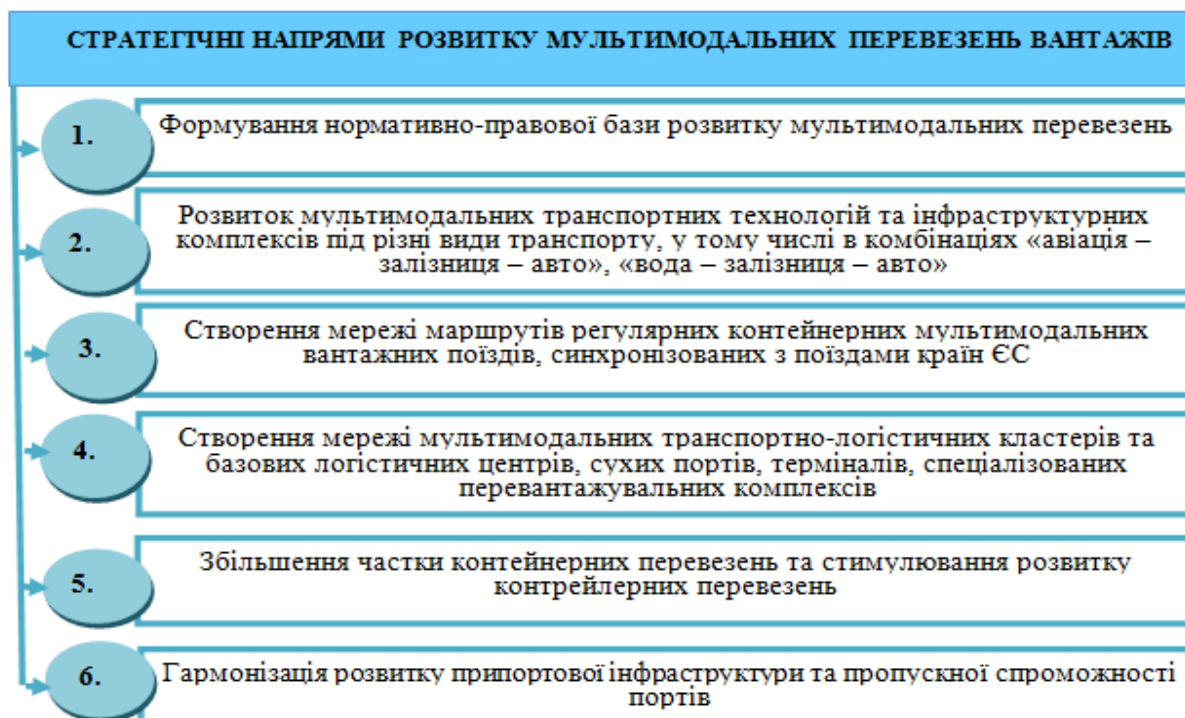 СТРАТЕГІЧНІ НАПРЯМИ РОЗВИТКУ МУЛЬТИМОДАЛЬНИХ ПЕРЕВЕЗЕНЬ ВАНТАЖІВ
1.
Формування нормативно-правової бази розвитку мультимодальних перевезень
2.
Розвиток мультимодальних транспортних технологій та інфраструктурних
комплексів під різні види транспорту, у тому числі в комбінаціях «авіація –
залізниця – авто», «вода – залізниця – авто»
3.
Створення мережі маршрутів регулярних контейнерних мультимодальних
вантажних поїздів, синхронізованих з поїздами країн ЄС
4.
Створення мережі мультимодальних транспортно-логістичних кластерів та
базових логістичних центрів, сухих портів, терміналів, спеціалізованих
перевантажувальних комплексів
5.
Збільшення частки контейнерних перевезень та стимулювання розвитку
контрейлерних перевезень
6.
Гармонізація розвитку припортової інфраструктури та пропускної спроможності
портів